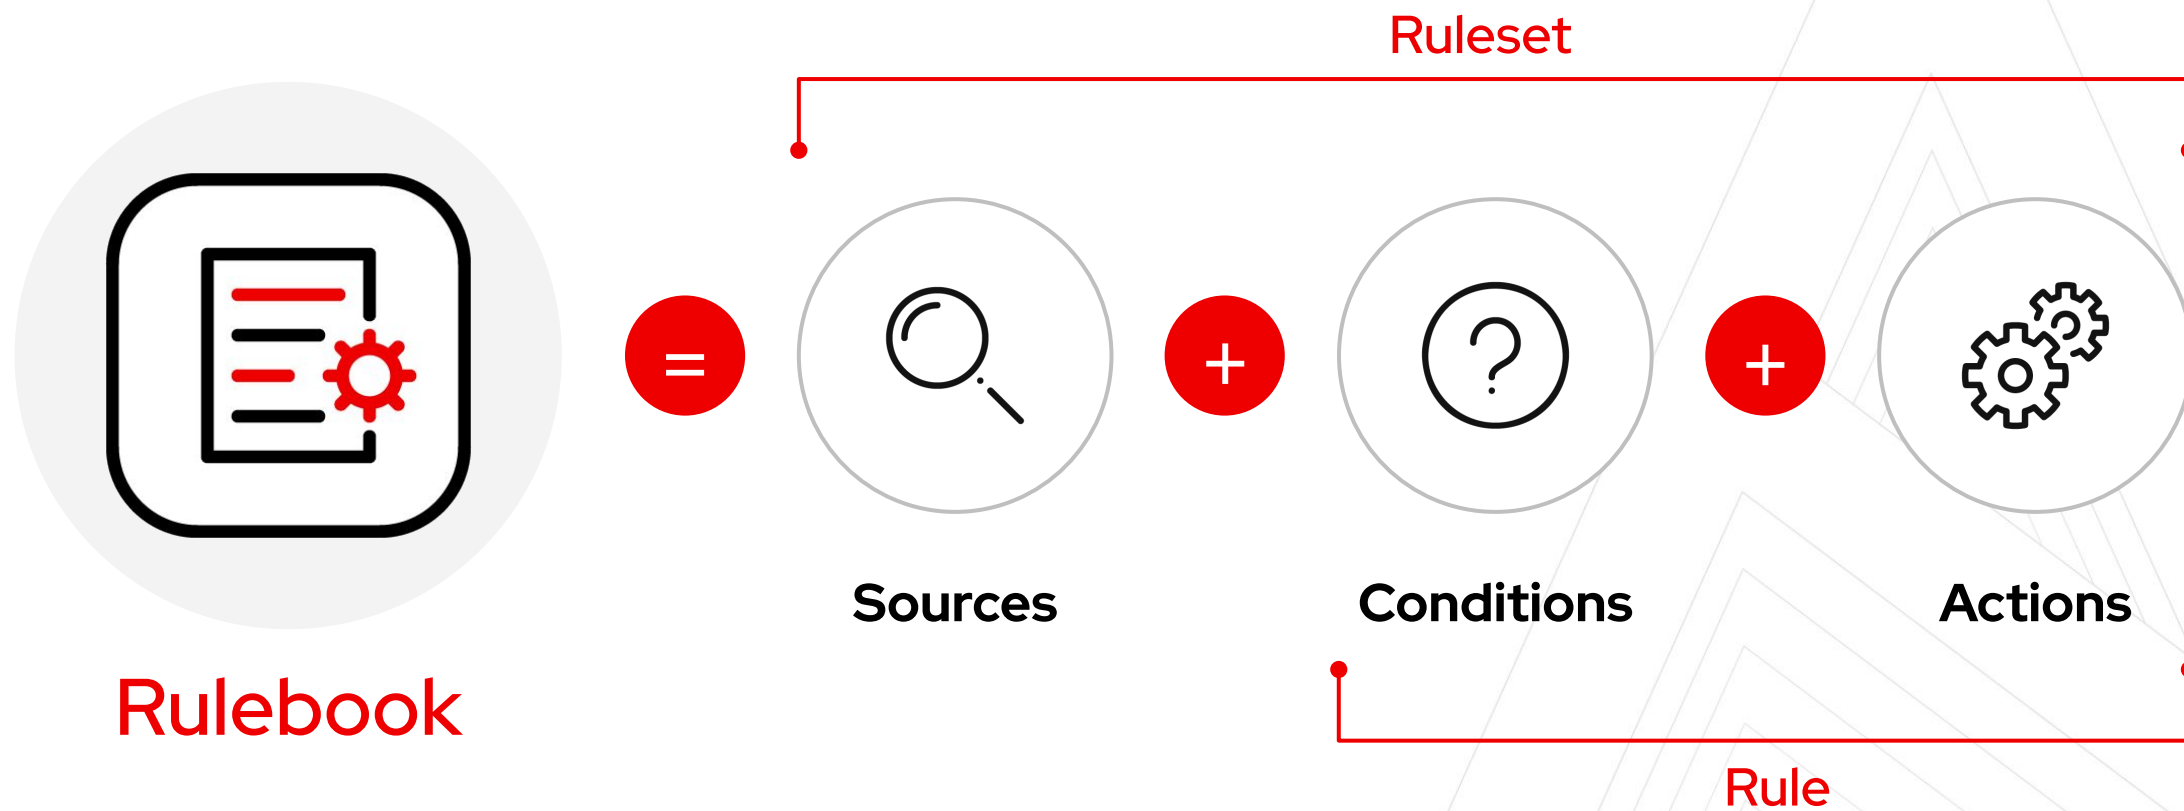 Ruleset
=
+
+
Sources
Conditions
Actions
Rulebook
Rule